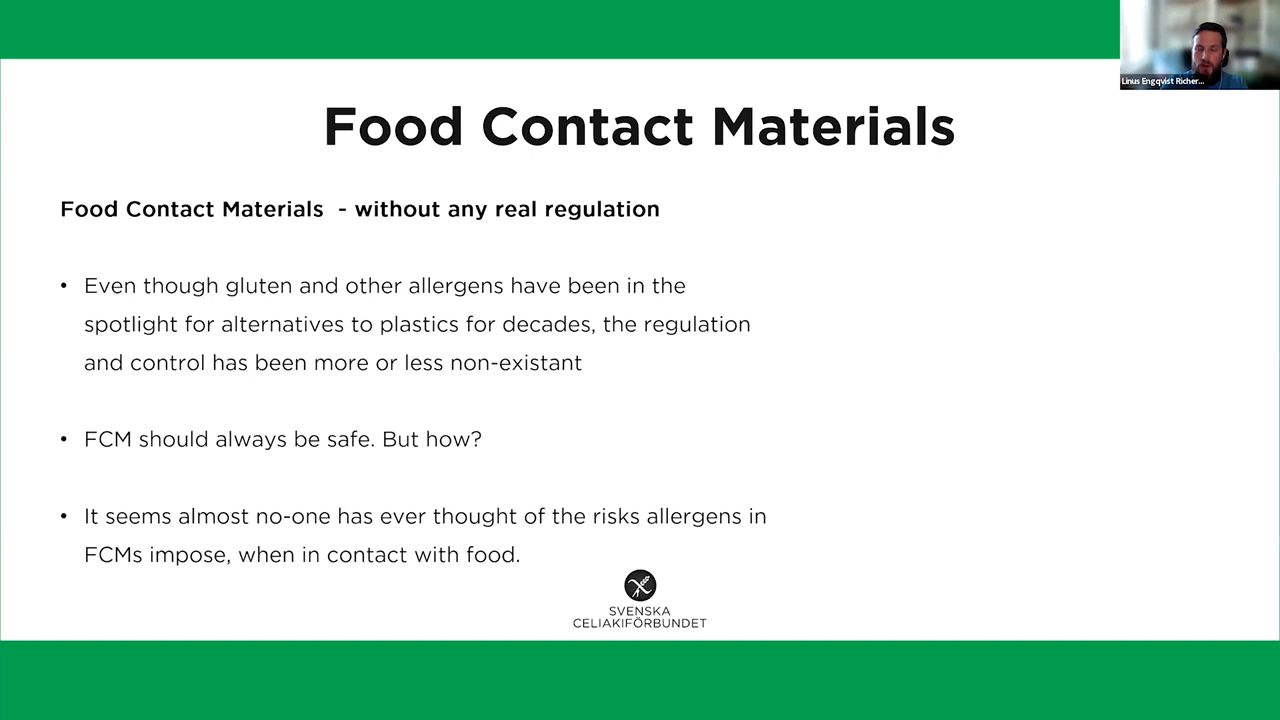 Linus Engqvist Richer...
Food Contact Materials
Food Contact Materials - without any real regulation
• Even though gluten and other allergens have been in the
spotlight for alternatives to plastics for decades, the regulation
and control has been more or less non-existant
• FCM should always be safe. But how?
• It seems almost no-one has ever thought of the risks allergens in
FCMs impose, when in contact with food.
SVENSKA
CELIAKIFÖRBUNDET